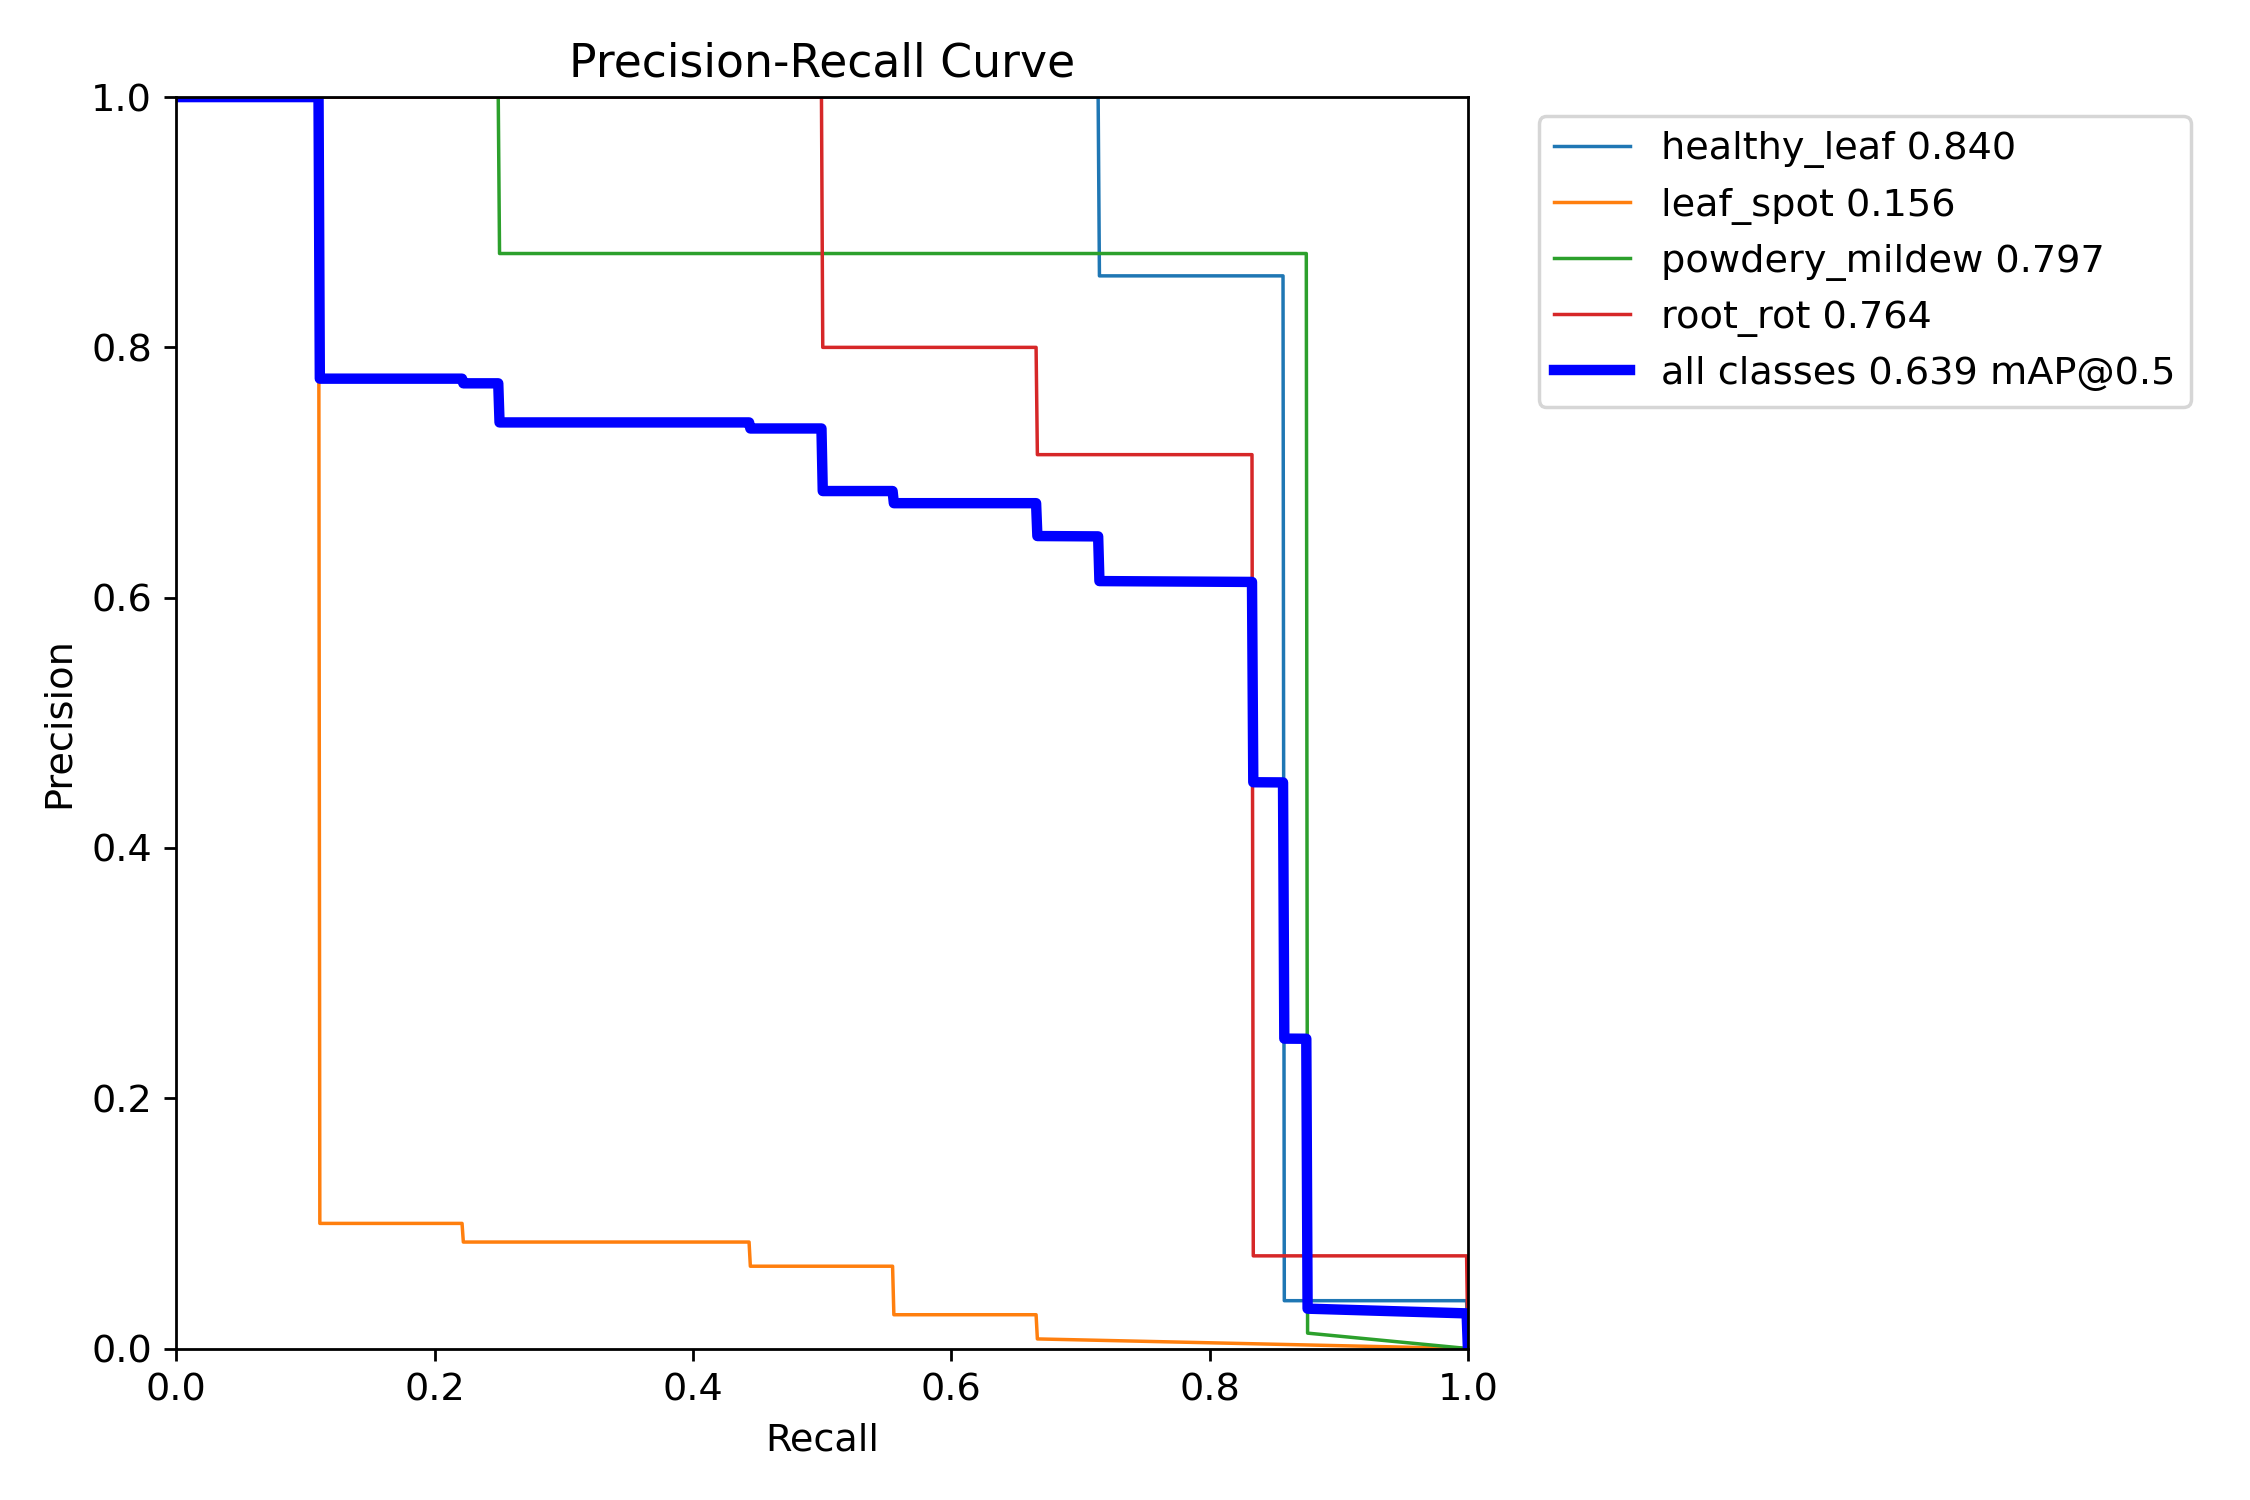 Precision-Recall Curve
1.0
0.8
0.6
0.4
0.2
0.0
Precision
0.0 0.2 0.4 0.6 0.8 1.0
Recall
healthy_leaf 0.840
leaf_spot 0.156
powdery_mildew 0.797
root_rot 0.764
all classes 0.639 mAP@0.5